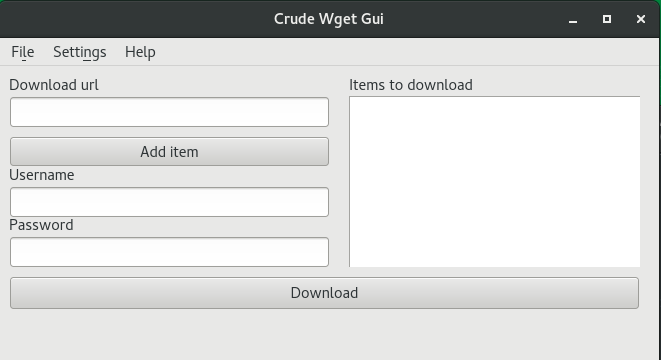 Crude Wget Gui
File Settings Help
Download url
Add item
Username
Password
Items to download
Download